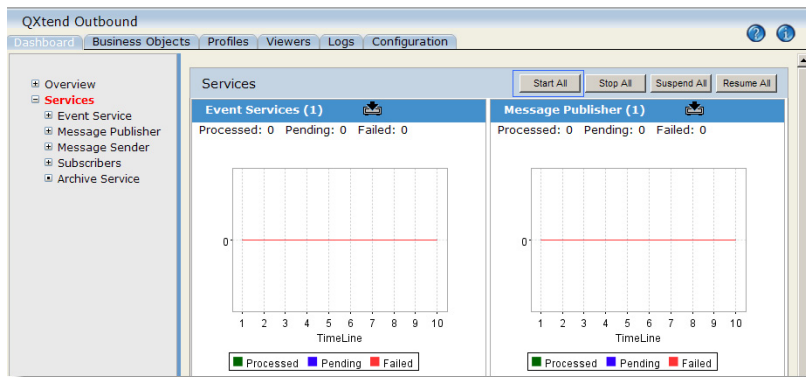 QXtend Outbound
Dashboard Business Objects Profiles Viewers Logs Configuration
Overview
Services
Event Service
Message Publisher
Message Sender
Subscribers
Archive Service
Services
Start All Stop All Suspend All Resume All
Event Services (1)
Processed: 0 Pending: 0 Failed: 0
0
1 2 3 4 5 6 7 8 9 10
TimeLine
Processed Pending Failed
Message Publisher (1)
Processed: 0 Pending: 0 Failed: 0
0
1 2 3 4 5 6 7 8 9 10
TimeLine
Processed Pending Failed